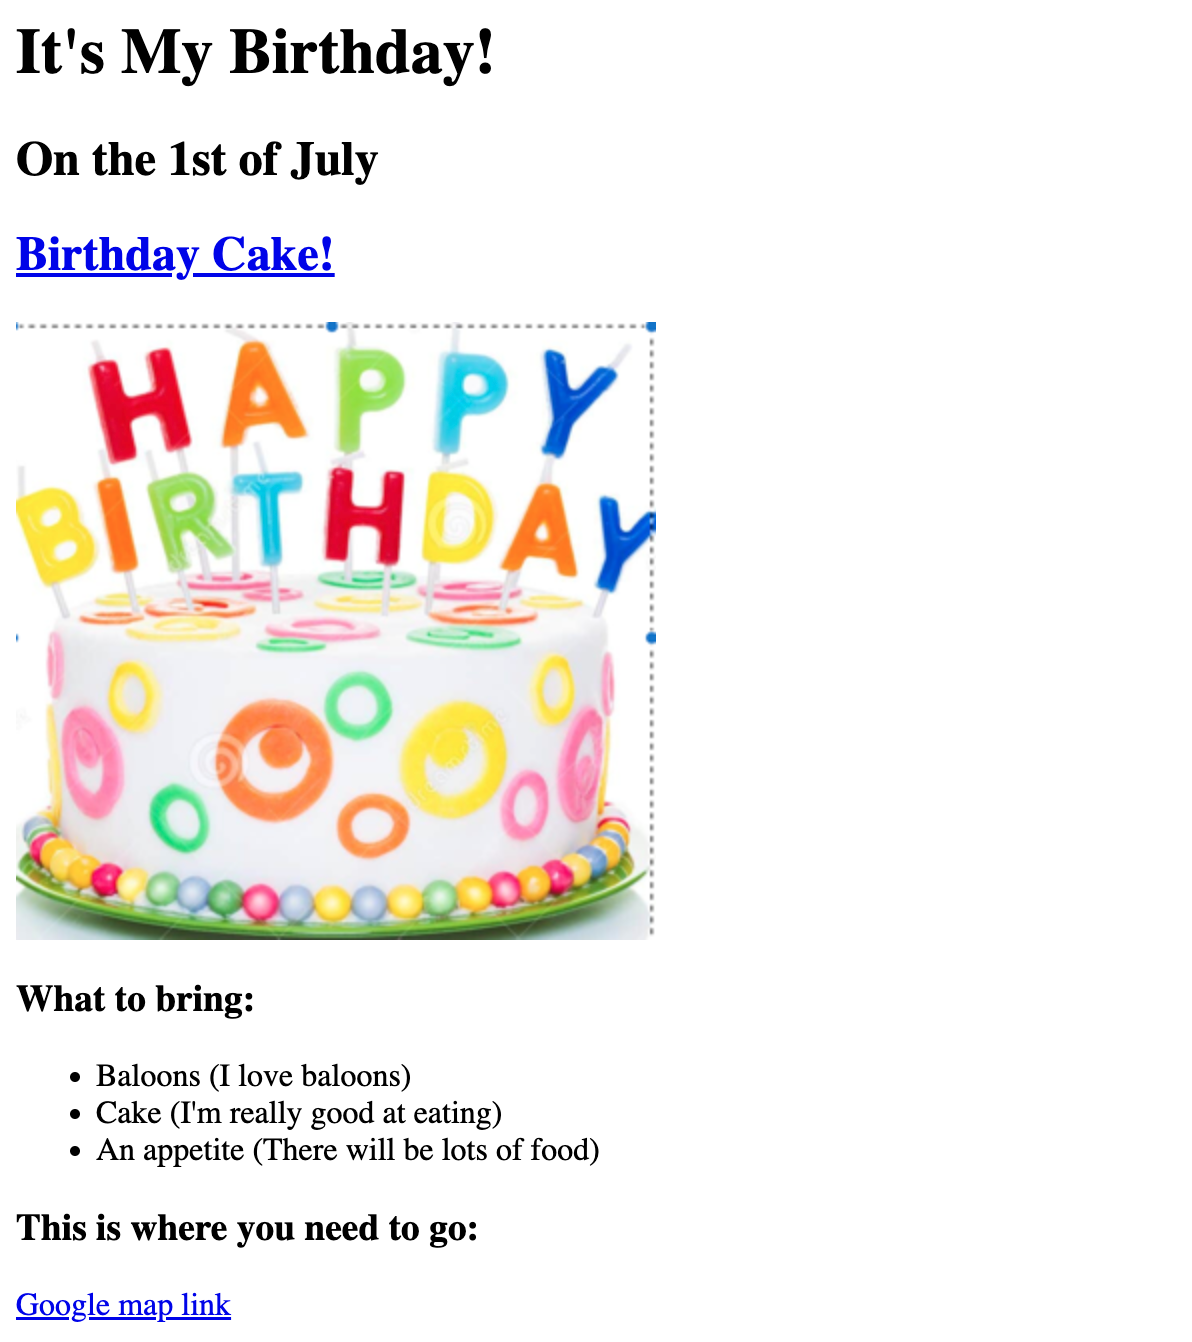 It's My Birthday!
On the 1st of July
Birthday Cake!
HAPPY
BIRTHDAY
What to bring:
Baloons (I love baloons)
Cake (I'm really good at eating)
An appetite (There will be lots of food)
This is where you need to go:
Google map link